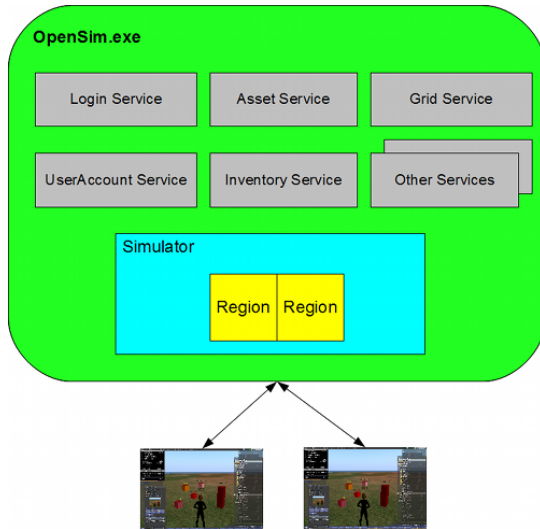 OpenSim.exe
Login Service
Asset Service
Grid Service
UserAccount Service
Inventory Service
Other Services
Simulator
Region
Region